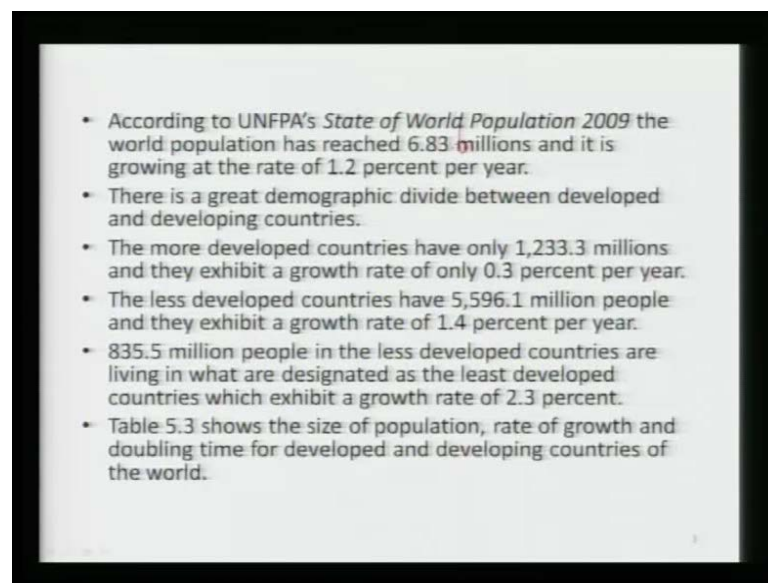 • According to UNFPA's State of World Population 2009 the
world population has reached 6.83 millions and it is
growing at the rate of 1.2 percent per year.
• There is a great demographic divide between developed
and developing countries.
• The more developed countries have only 1,233.3 millions
and they exhibit a growth rate of only 0.3 percent per year.
• The less developed countries have 5,596.1 million people
and they exhibit a growth rate of 1.4 percent per year.
• 835.5 million people in the less developed countries are
living in what are designated as the least developed
countries which exhibit a growth rate of 2.3 percent.
• Table 5.3 shows the size of population, rate of growth and
doubling time for developed and developing countries of
the world.